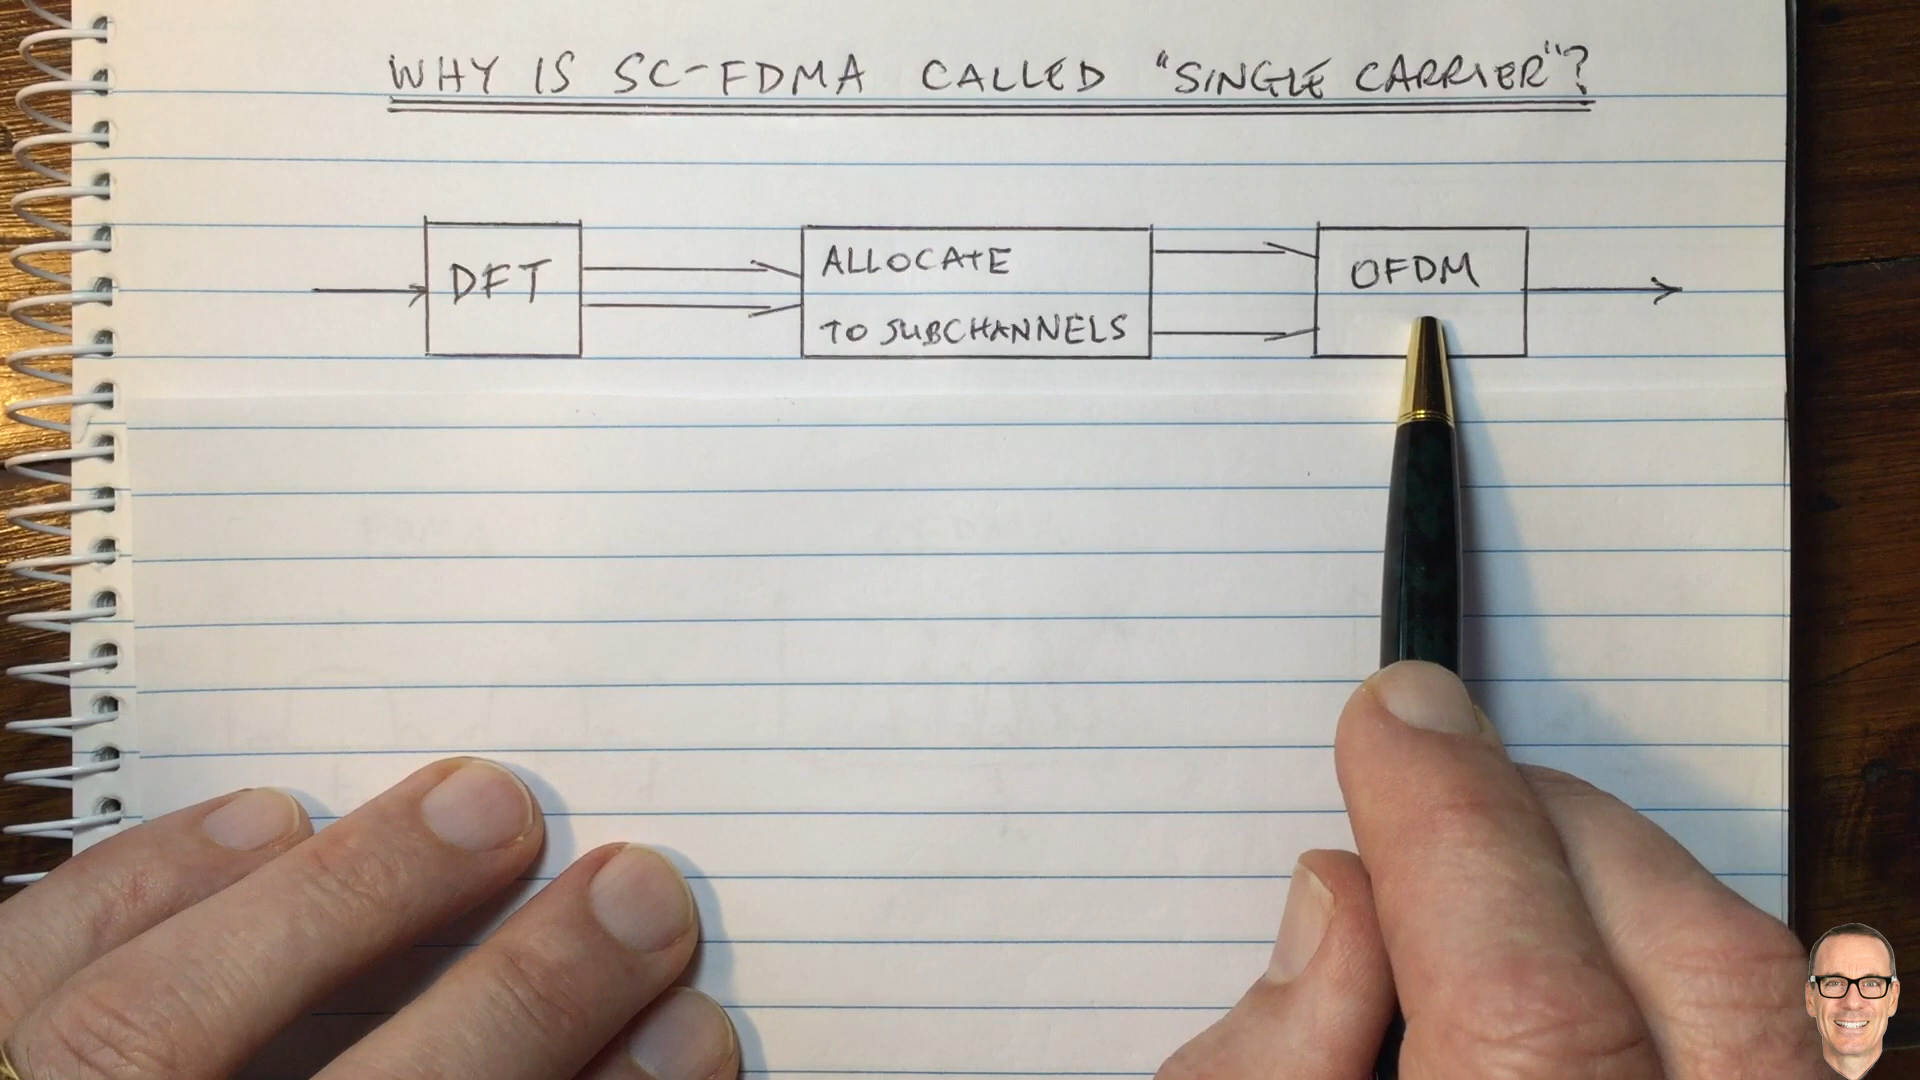 WHY IS SC-FDMA CALLED "SINGLE CARRIER"?
DFT
ALLOCATE
TO SUBCHANNELS
OFDM